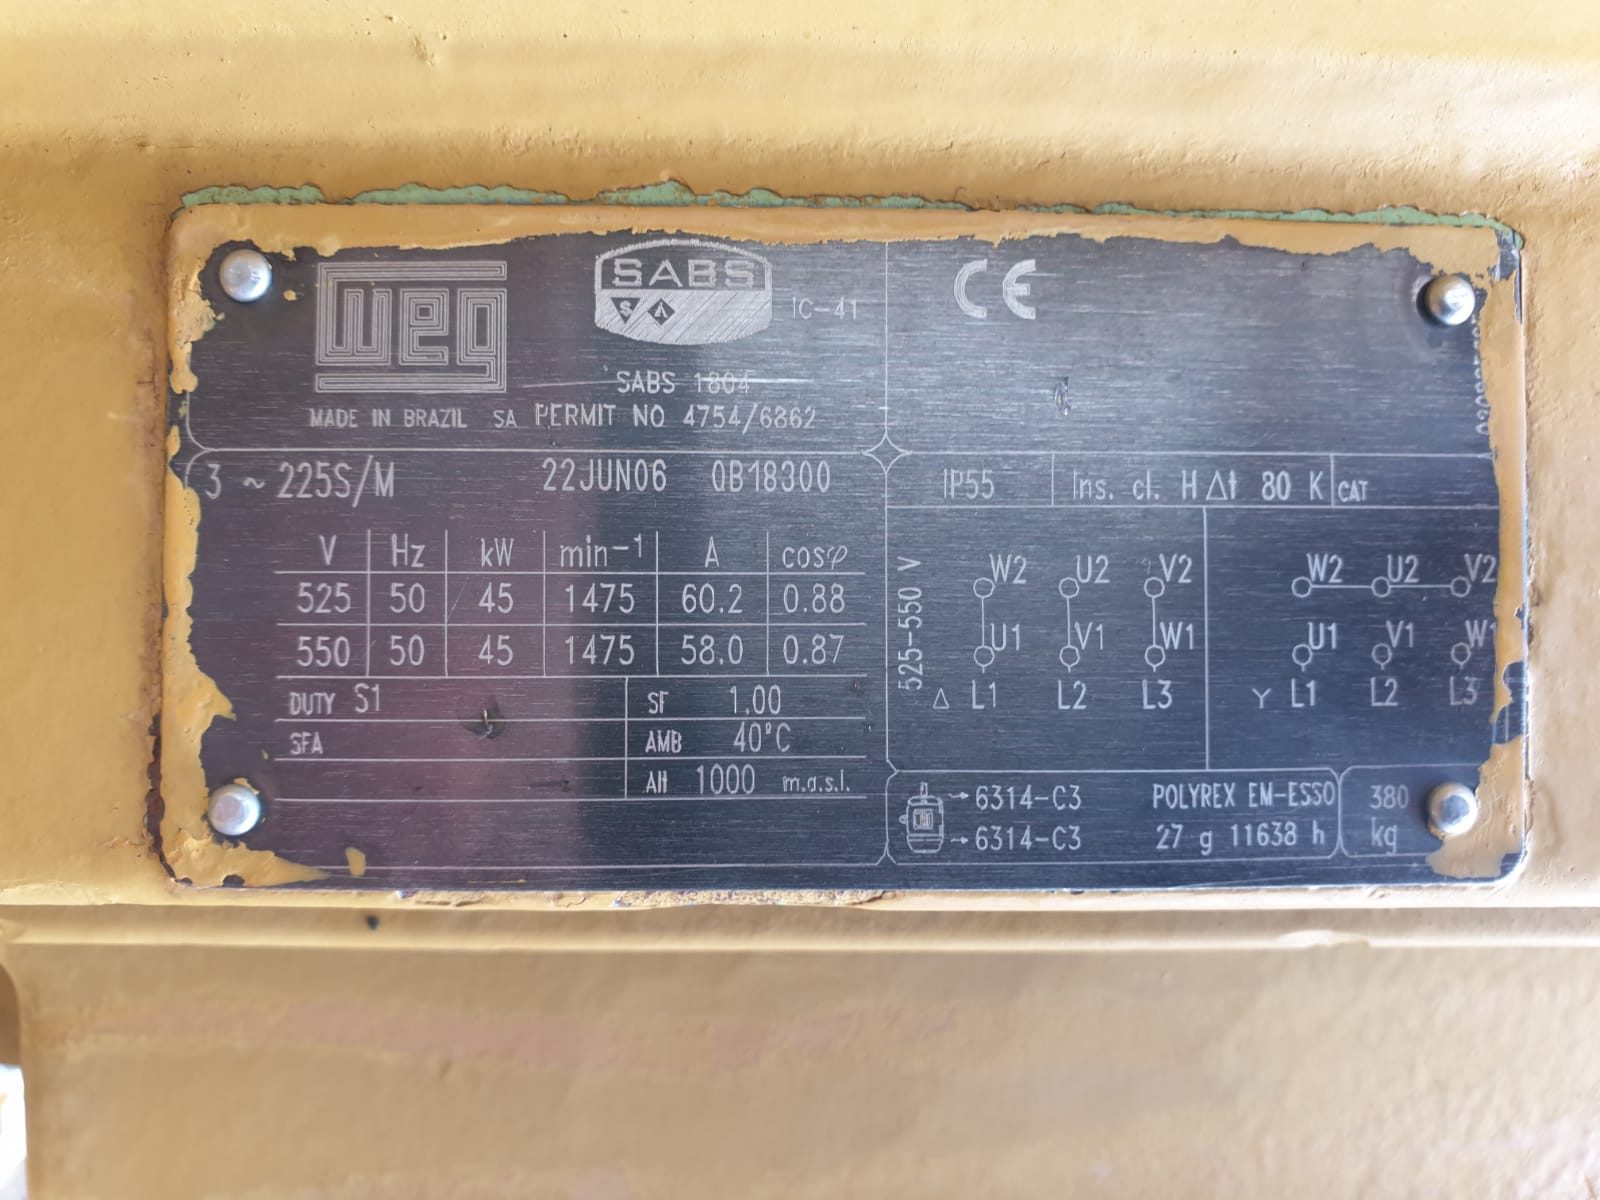 weg
SABS
S A
IC-41
SABS 1804
MADE IN BRAZIL SA PERMIT NO 4754/6862
CE
3 ~ 225S/M 22JUN06 QB18300
V Hz kW min-1 A cosφ
525 50 45 1475 60.2 0.88
550 50 45 1475 58.0 0.87
DUTY S1 SF 1.00
SFA AMB 40°C
Alt 1000 m.a.s.l.
IP55 Ins. cl. H Δt 80 K CAT
525-550 V
W2 U2 V2
U1 V1 W1
Δ L1 L2 L3
W2 U2 V2
U1 V1 W1
Y L1 L2 L3
6314-C3 POLYREX EM-ESSO 380
6314-C3 27 g 11638 h kg